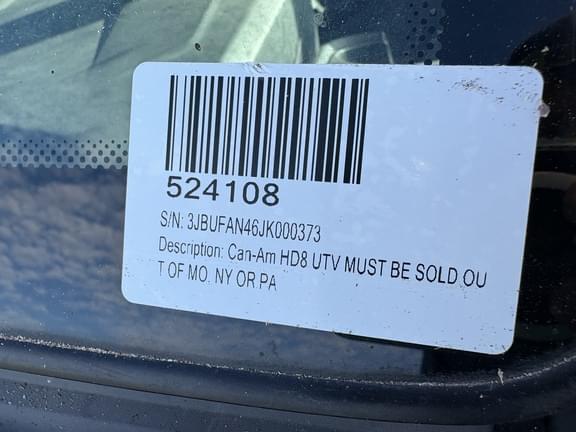 524108
S/N: 3JBUFAN46JK000373
Description: Can-Am HD8 UTV MUST BE SOLD OU
T OF MO. NY OR PA